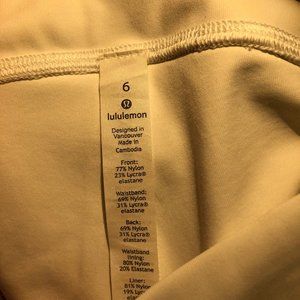 6
lululemon
Designed in
Vancouver
Made in
Cambodia
Front:
77% Nylon
23% Lycra®
elastane
Waistband:
69% Nylon
31% Lycra®
elastane
Back:
69% Nylon
31% Lycra®
elastane
Waistband
lining:
80% Nylon
20% Elastane
Liner:
81% Nylon
19% Lycra®
elastane